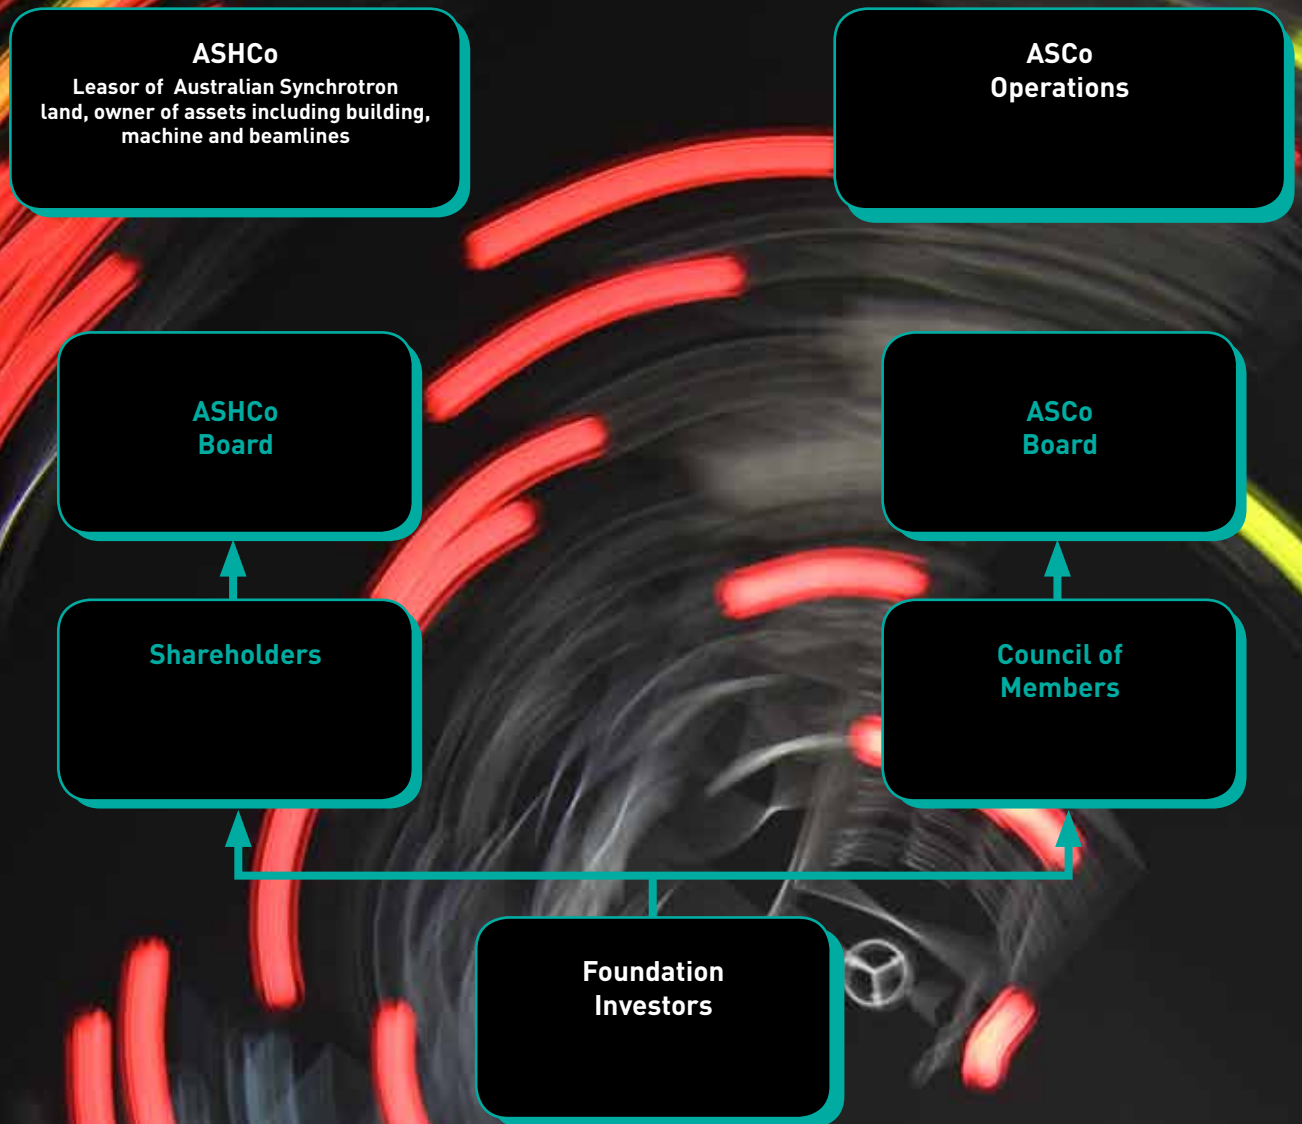 ASHCo
Leasor of Australian Synchrotron
land, owner of assets including building,
machine and beamlines
ASCo
Operations
ASHCo
Board
ASCo
Board
Shareholders
Council of
Members
Foundation
Investors